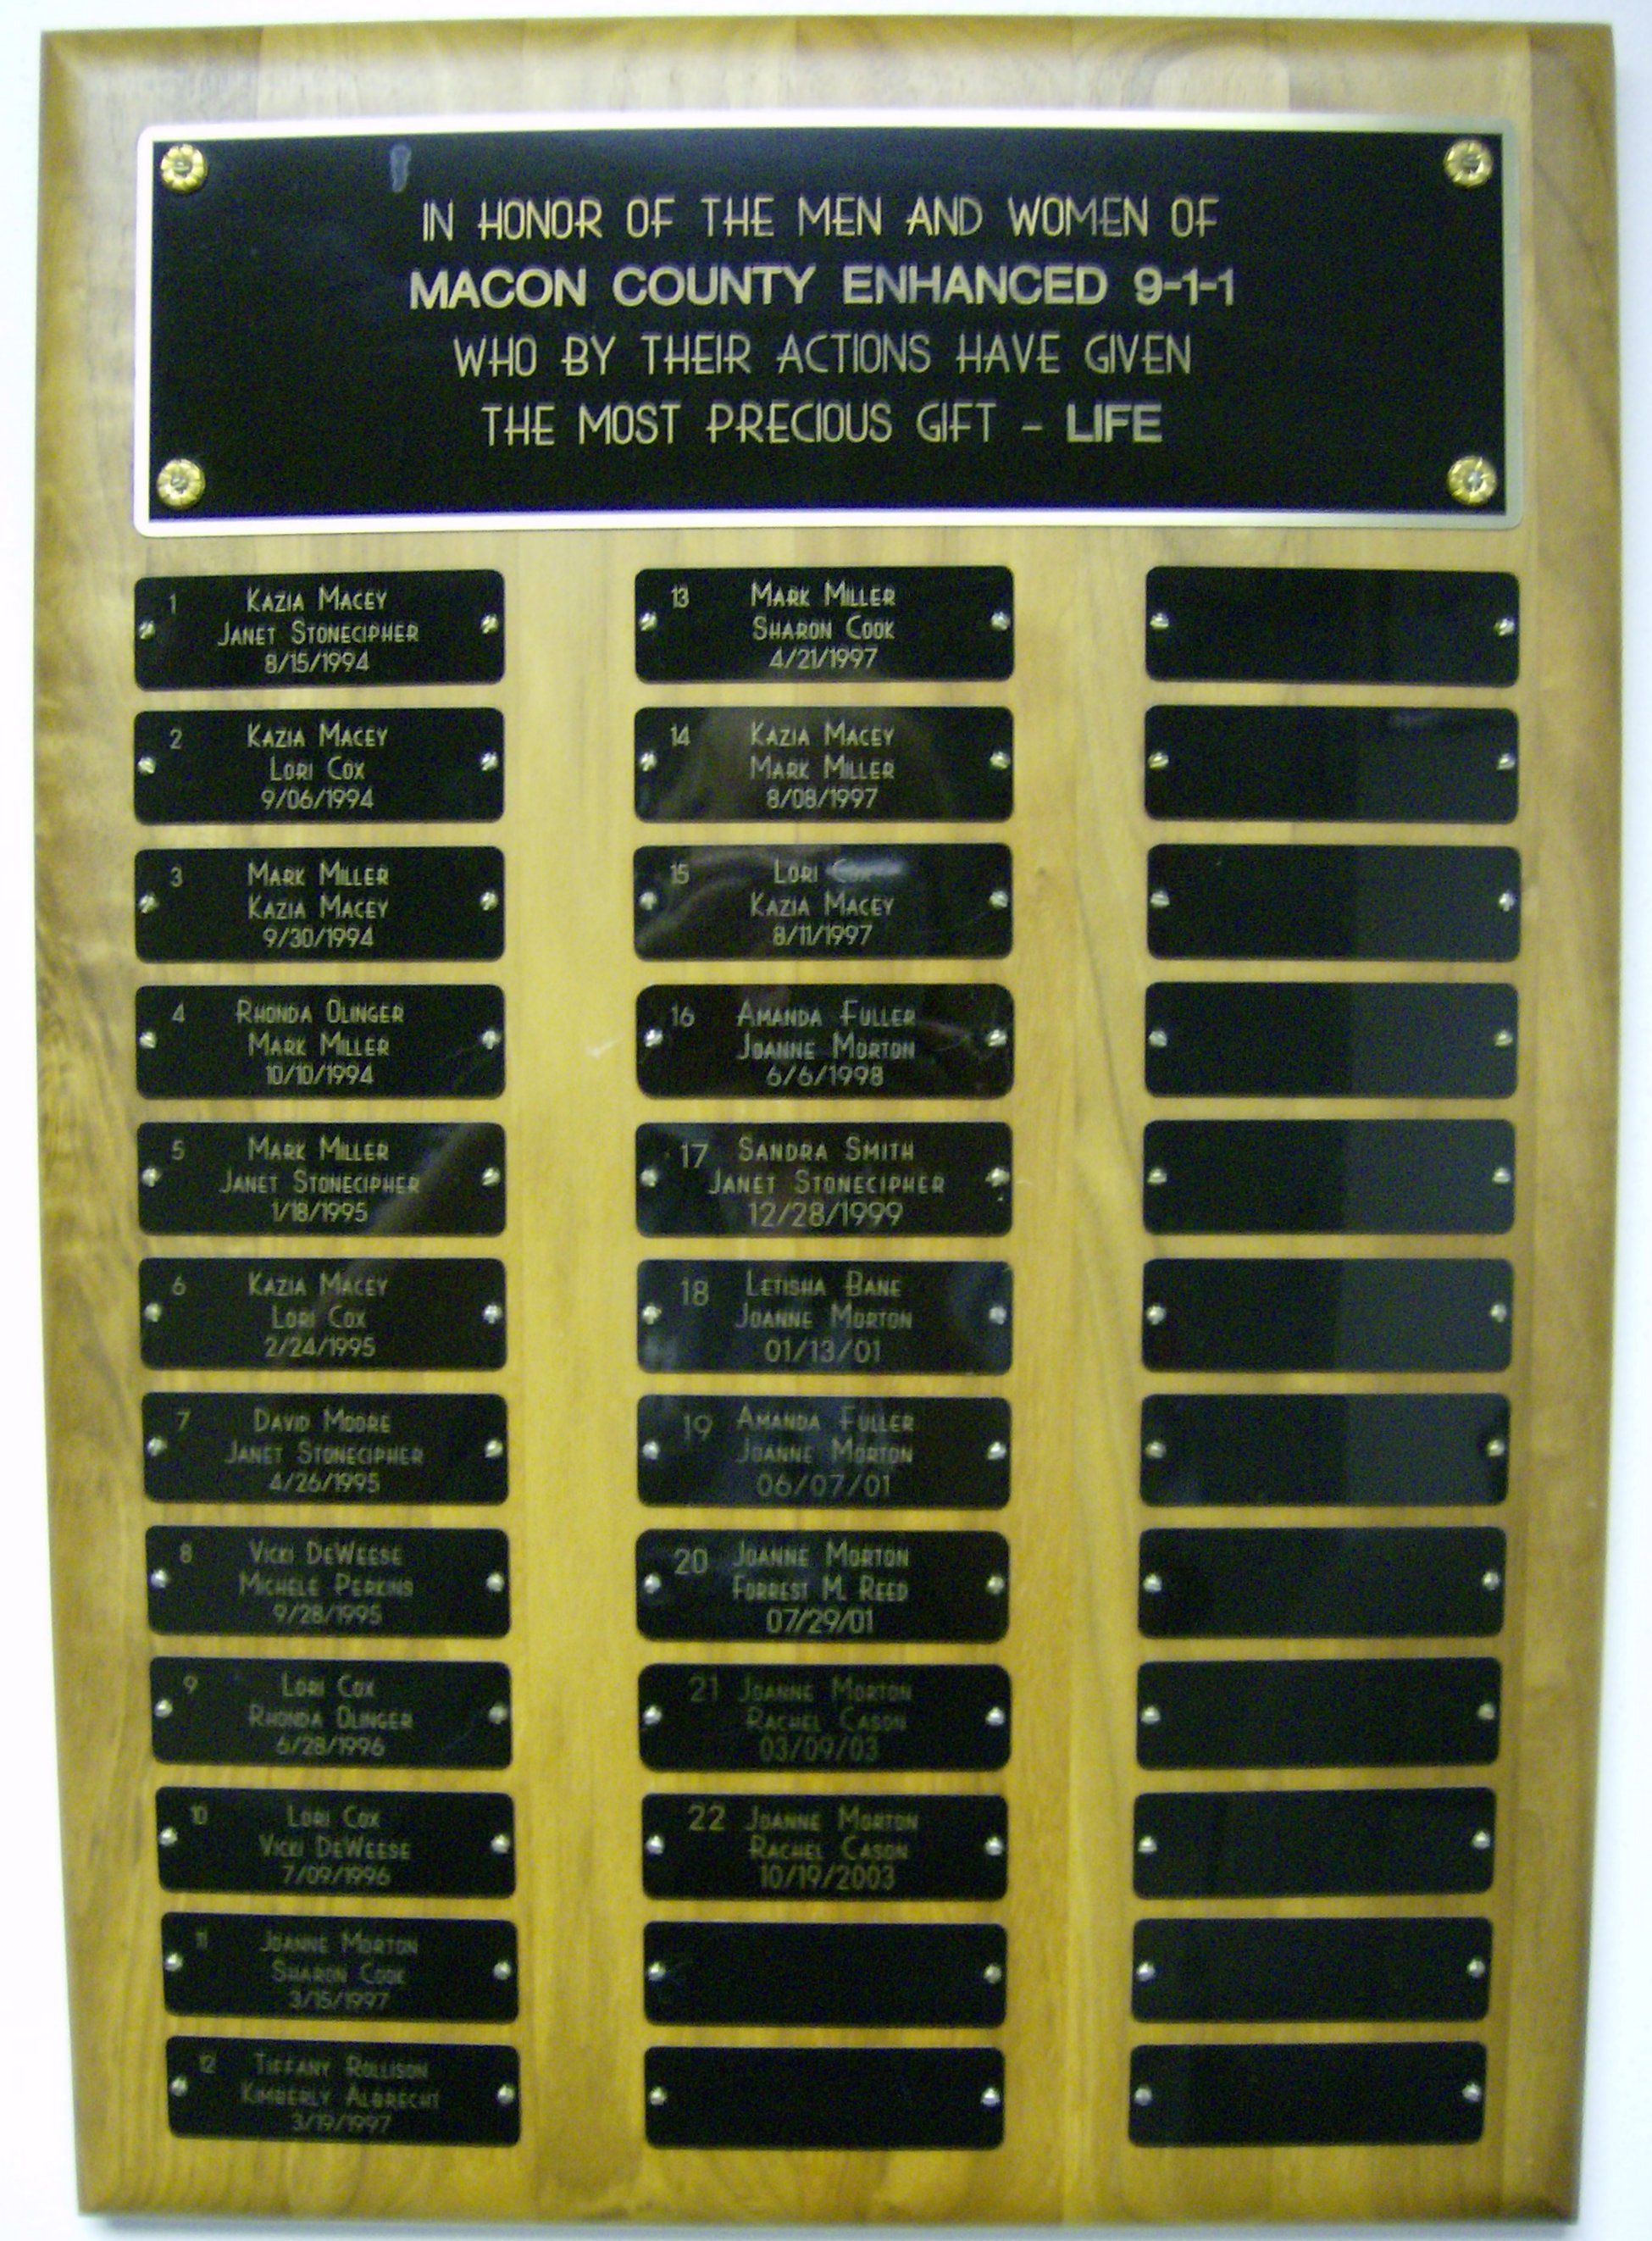 IN HONOR OF THE MEN AND WOMEN OF
MACON COUNTY ENHANCED 9-1-1
WHO BY THEIR ACTIONS HAVE GIVEN
THE MOST PRECIOUS GIFT - LIFE
1 KAZIA MACEY
JANET STONECIPHER
8/15/1994
2 KAZIA MACEY
LORI COX
9/06/1994
3 MARK MILLER
KAZIA MACEY
9/30/1994
4 RHONDA OLINGER
MARK MILLER
10/10/1994
5 MARK MILLER
JANET STONECIPHER
1/18/1995
6 KAZIA MACEY
LORI COX
2/24/1995
7 DAVID MOORE
JANET STONECIPHER
4/26/1995
8 VICKI DEWEESE
MICHELE PERKINS
9/28/1995
9 LORI COX
RHONDA OLINGER
6/28/1996
10 LORI COX
VICKI DEWEESE
7/09/1996
11 JOANNE MORTON
SHARON COOK
3/15/1997
12 TIFFANY ROLLISON
KIMBERLY ALBRECHT
3/19/1997
13 MARK MILLER
SHARON COOK
4/21/1997
14 KAZIA MACEY
MARK MILLER
8/08/1997
15 LORI COX
KAZIA MACEY
8/11/1997
16 AMANDA FULLER
JOANNE MORTON
6/6/1998
17 SANDRA SMITH
JANET STONECIPHER
12/28/1999
18 LETISHA BANE
JOANNE MORTON
01/13/01
19 AMANDA FULLER
JOANNE MORTON
06/07/01
20 JOANNE MORTON
FORREST M. REED
07/29/01
21 JOANNE MORTON
RACHEL CASON
03/09/03
22 JOANNE MORTON
RACHEL CASON
10/19/2003